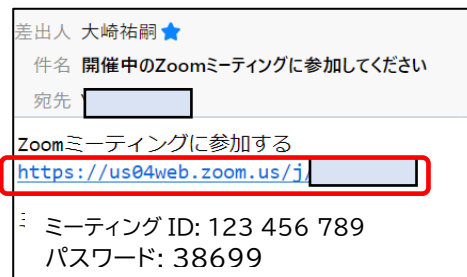 差出人 大崎祐嗣
件名 開催中のZoomミーティングに参加してください
宛先
Zoomミーティングに参加する
https://us04web.zoom.us/j/
ミーティング ID: 123 456 789
パスワード: 38699